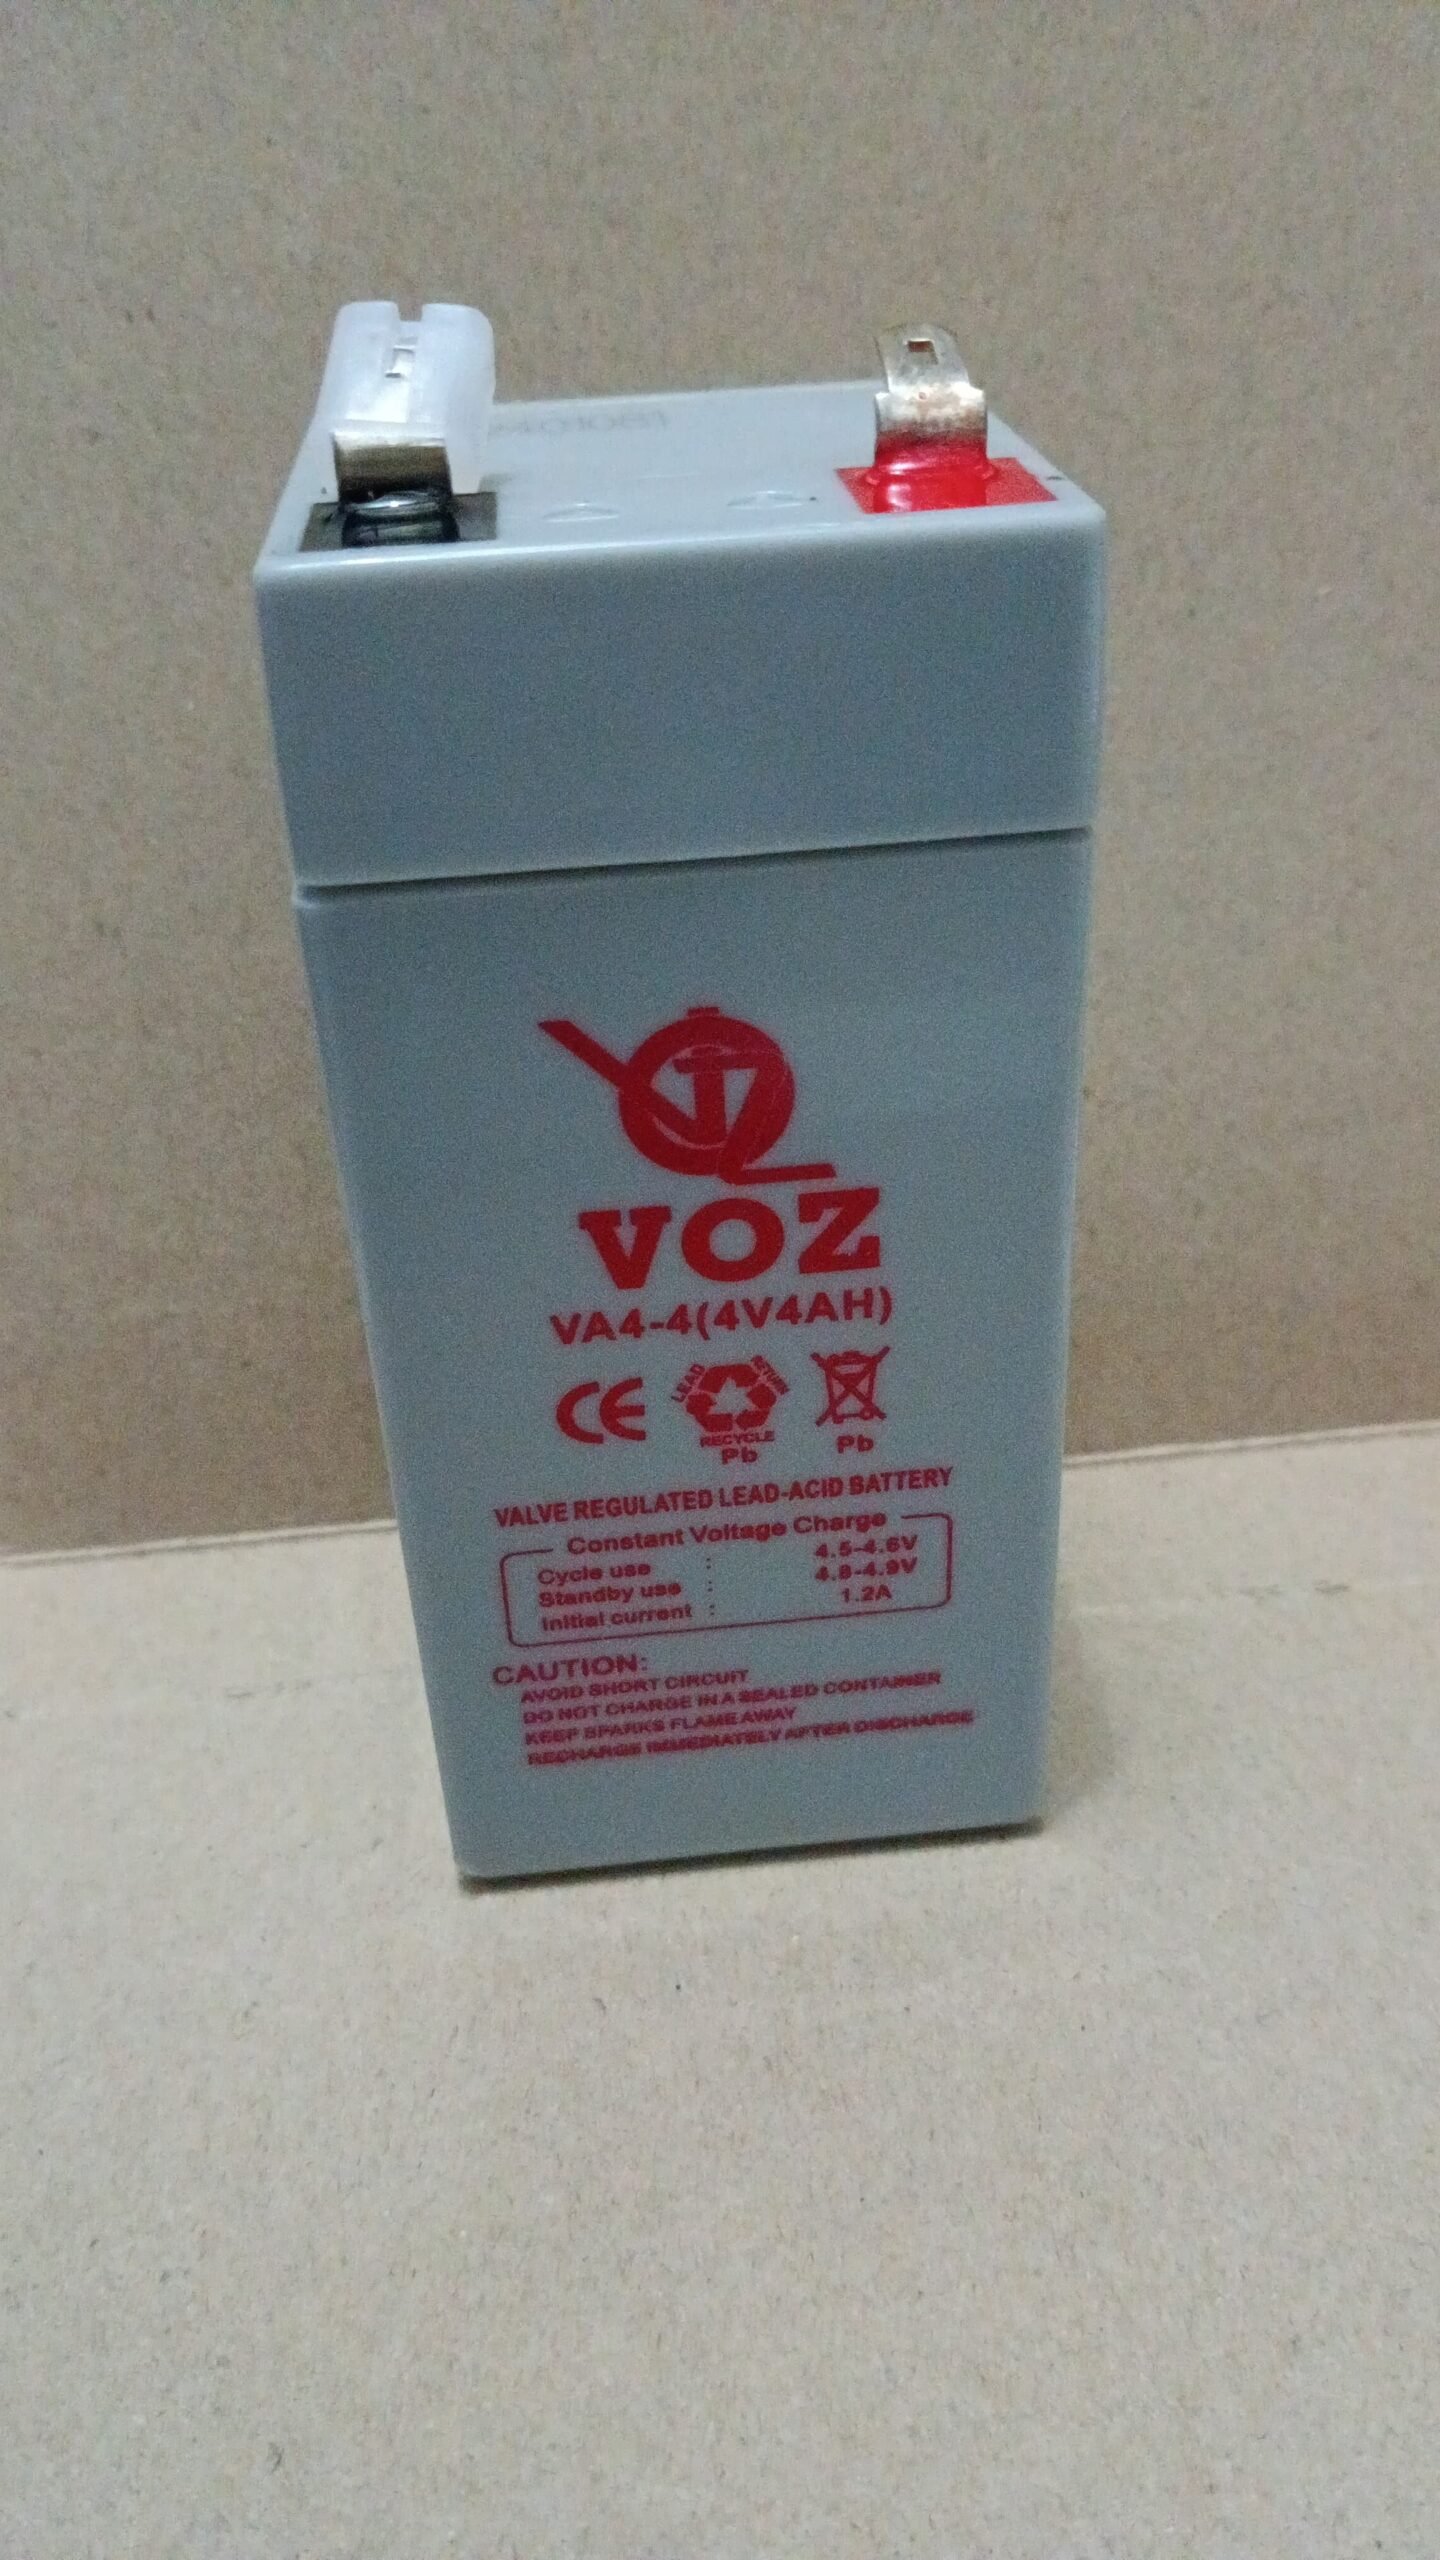 VOZ
VA4-4(4V4AH)
CE
LEAD RETURN
RECYCLE
Pb
Pb
VALVE REGULATED LEAD-ACID BATTERY
Constant Voltage Charge
Cycle use : 4.5-4.6V
Standby use : 4.8-4.9V
Initial current : 1.2A
CAUTION:
AVOID SHORT CIRCUIT
DO NOT CHARGE IN A SEALED CONTAINER
KEEP SPARKS FLAME AWAY
RECHARGE IMMEDIATELY AFTER DISCHARGE